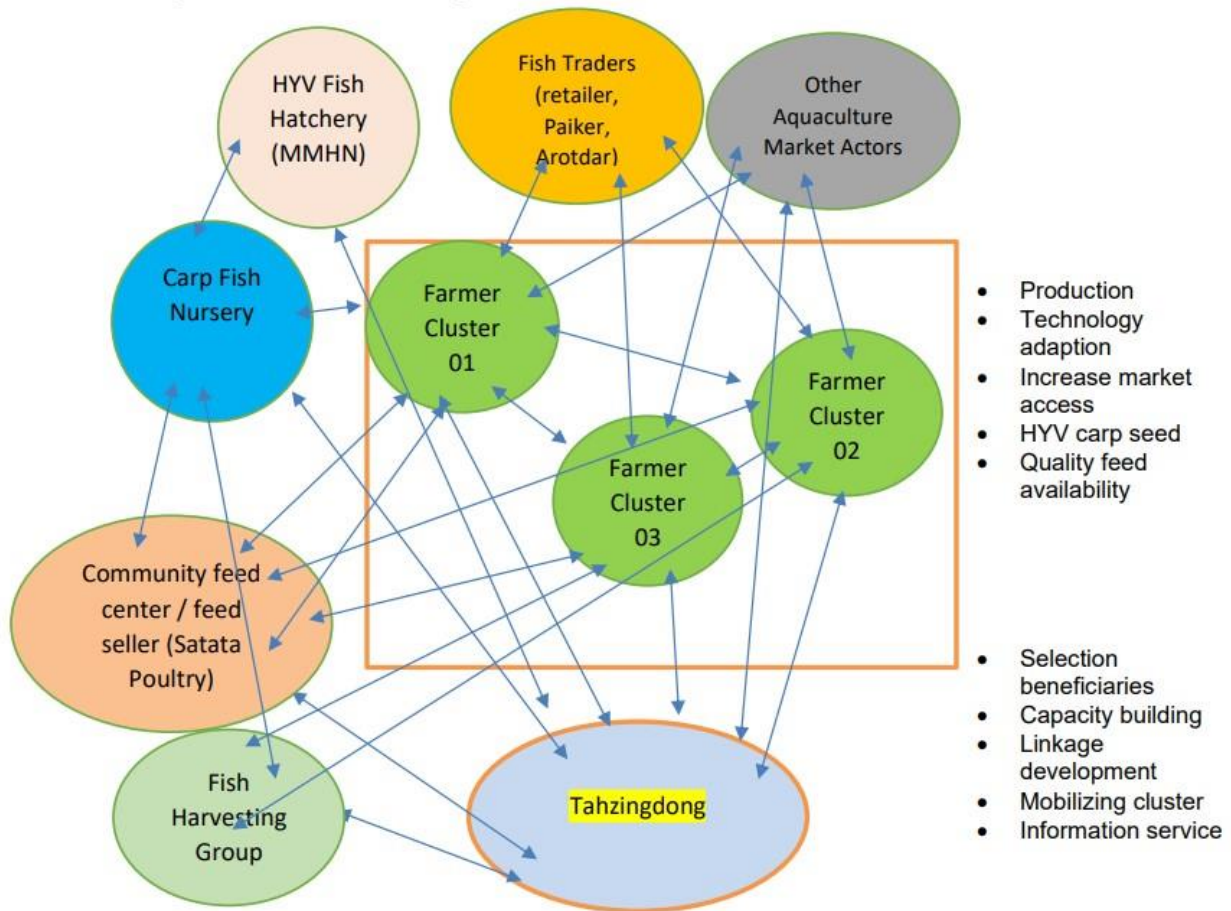 HYV Fish
Hatchery
(MMHN)
Fish Traders
(retailer,
Paiker,
Arotdar)
Other
Aquaculture
Market Actors
Carp Fish
Nursery
Farmer
Cluster
01
Farmer
Cluster
02
Farmer
Cluster
03
• Production
• Technology
adaption
• Increase market
access
• HYV carp seed
• Quality feed
availability
Community feed
center / feed
seller (Satata
Poultry)
Fish
Harvesting
Group
Tahzingdong
• Selection
beneficiaries
• Capacity building
• Linkage
development
• Mobilizing cluster
• Information service